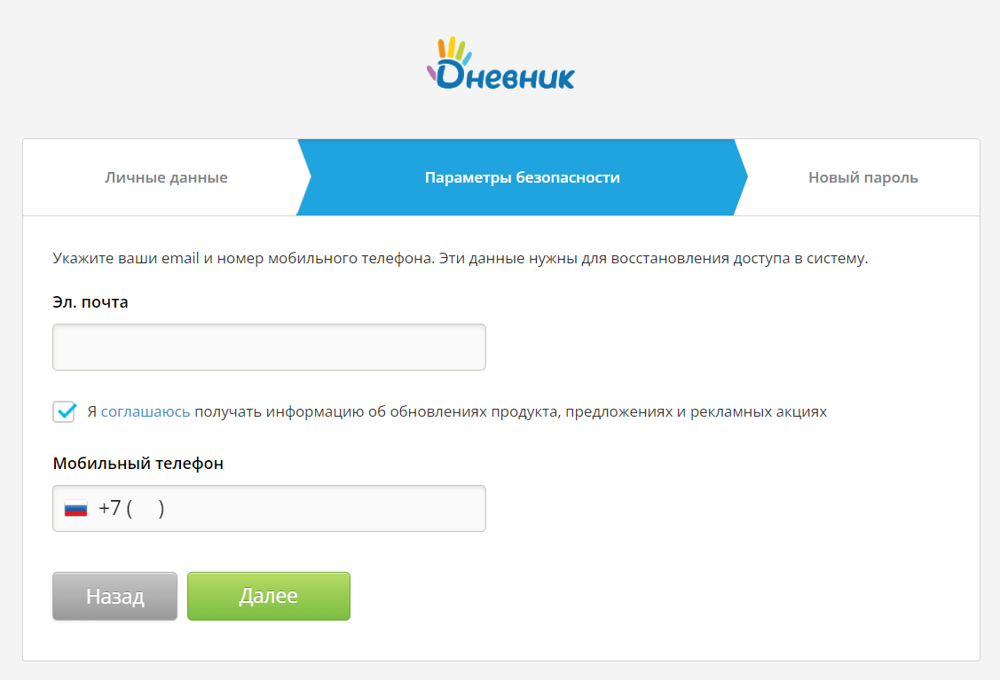 Dневник
Личные данные
Параметры безопасности
Новый пароль
Укажите ваши email и номер мобильного телефона. Эти данные нужны для восстановления доступа в систему.
Эл. почта
Я соглашаюсь получать информацию об обновлениях продукта, предложениях и рекламных акциях
Мобильный телефон
+7 ( )
Назад
Далее